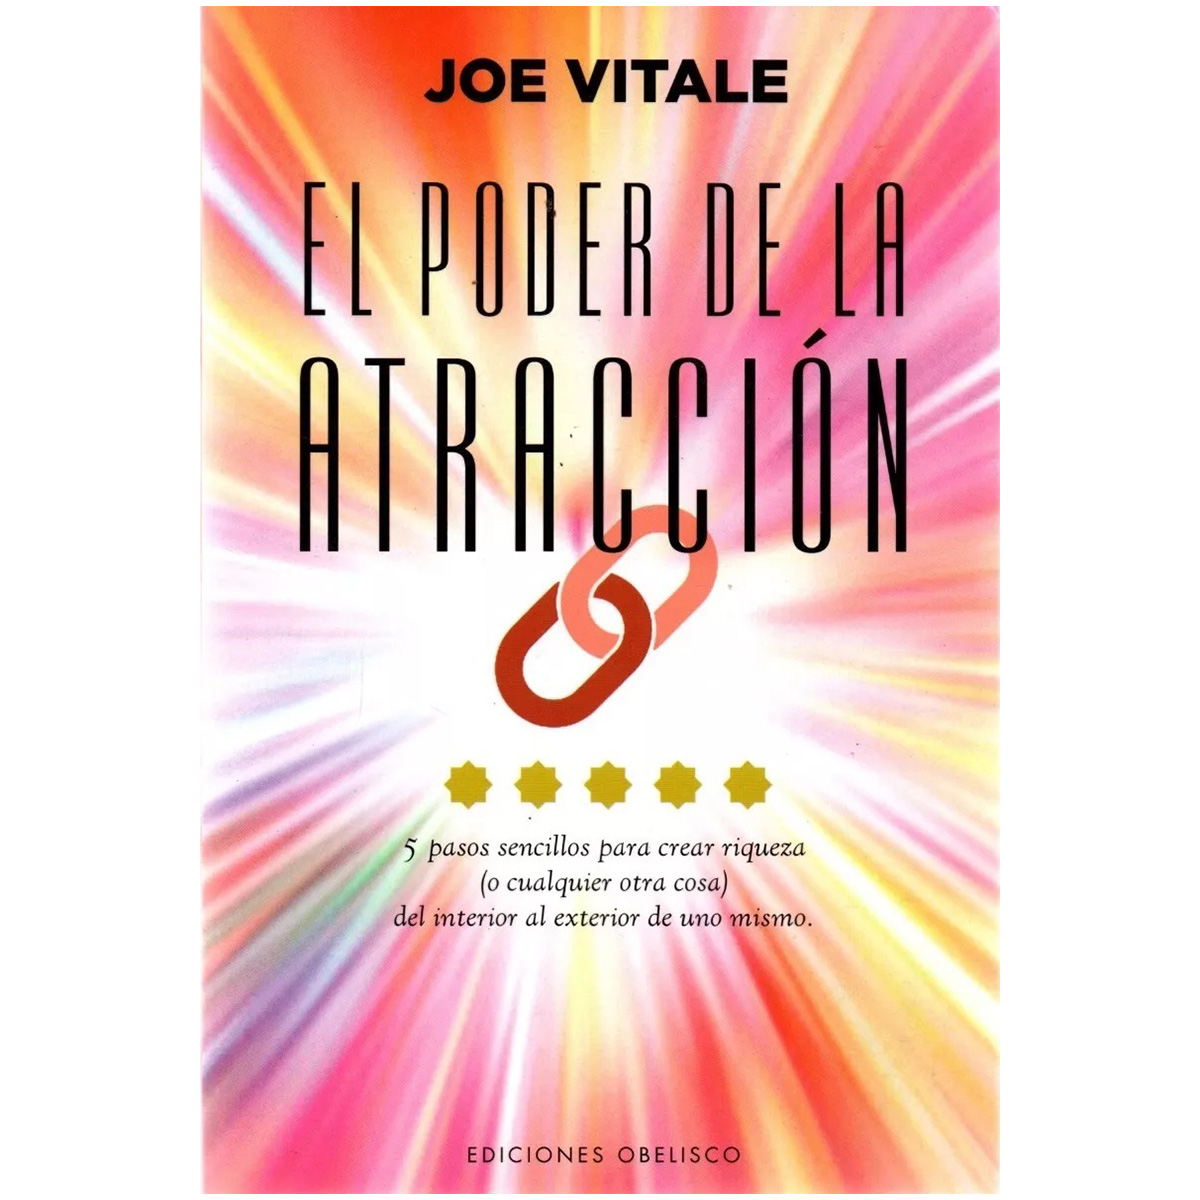 JOE VITALE
EL PODER DE LA
ATRACCIÓN
5 pasos sencillos para crear riqueza
(o cualquier otra cosa)
del interior al exterior de uno mismo.
EDICIONES OBELISCO